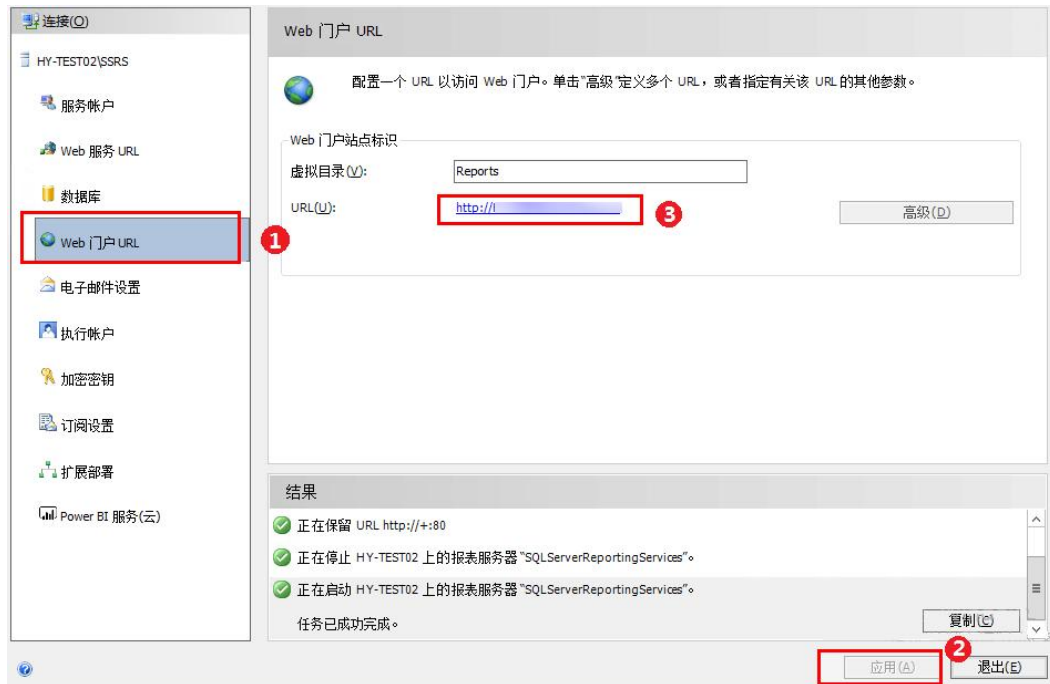 连接(O)
HY-TEST02\SSRS
服务帐户
Web 服务 URL
数据库
Web 门户 URL
电子邮件设置
执行帐户
加密密钥
订阅设置
扩展部署
Power BI 服务(云)
1
Web 门户 URL
配置一个 URL 以访问 Web 门户。单击“高级”定义多个 URL，或者指定有关该 URL 的其他参数。
Web 门户站点标识
虚拟目录(V):
Reports
URL(U):
http://
3
高级(D)
结果
正在保留 URL http://+:80
正在停止 HY-TEST02 上的报表服务器“SQLServerReportingServices”。
正在启动 HY-TEST02 上的报表服务器“SQLServerReportingServices”。
任务已成功完成。
复制(C)
2
应用(A)
退出(E)